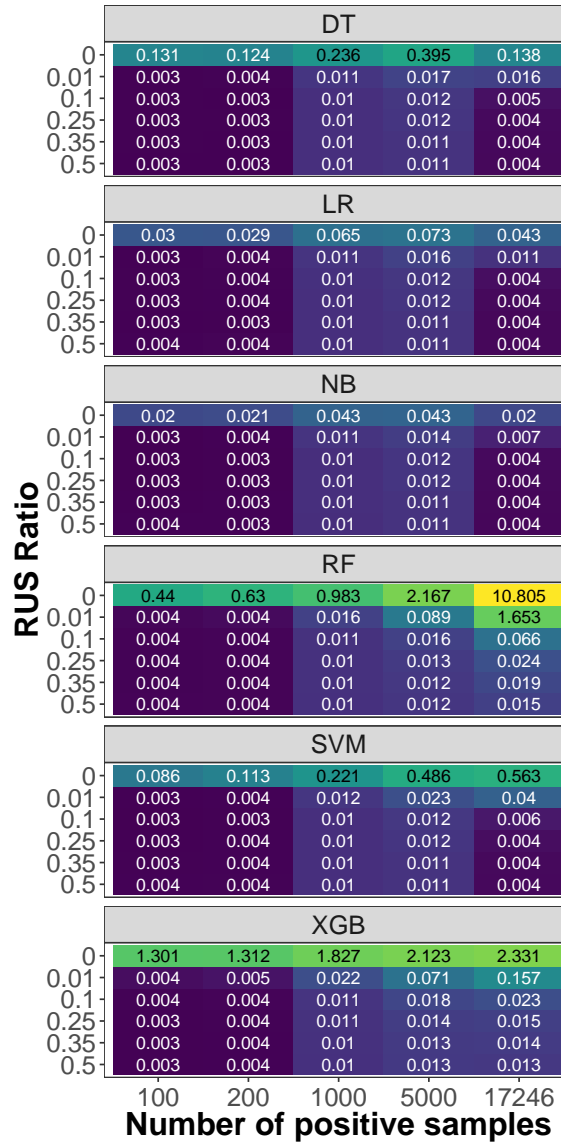 DT
0 0.131 0.124 0.236 0.395 0.138
0.01 0.003 0.004 0.011 0.017 0.016
0.1 0.003 0.003 0.01 0.012 0.005
0.25 0.003 0.003 0.01 0.012 0.004
0.35 0.003 0.003 0.01 0.011 0.004
0.5 0.003 0.003 0.01 0.011 0.004
LR
0 0.03 0.029 0.065 0.073 0.043
0.01 0.003 0.004 0.011 0.016 0.011
0.1 0.003 0.004 0.01 0.012 0.004
0.25 0.003 0.004 0.01 0.012 0.004
0.35 0.003 0.003 0.01 0.011 0.004
0.5 0.004 0.004 0.01 0.011 0.004
NB
0 0.02 0.021 0.043 0.043 0.02
0.01 0.003 0.004 0.011 0.014 0.007
0.1 0.003 0.003 0.01 0.012 0.004
0.25 0.003 0.003 0.01 0.012 0.004
0.35 0.003 0.004 0.01 0.011 0.004
0.5 0.004 0.003 0.01 0.011 0.004
RUS Ratio
RF
0 0.44 0.63 0.983 2.167 10.805
0.01 0.004 0.004 0.016 0.089 1.653
0.1 0.004 0.004 0.011 0.016 0.066
0.25 0.004 0.004 0.01 0.013 0.024
0.35 0.004 0.004 0.01 0.012 0.019
0.5 0.004 0.004 0.01 0.012 0.015
SVM
0 0.086 0.113 0.221 0.486 0.563
0.01 0.003 0.004 0.012 0.023 0.04
0.1 0.003 0.003 0.01 0.012 0.006
0.25 0.003 0.004 0.01 0.012 0.004
0.35 0.003 0.004 0.01 0.011 0.004
0.5 0.004 0.004 0.01 0.011 0.004
XGB
0 1.301 1.312 1.827 2.123 2.331
0.01 0.004 0.005 0.022 0.071 0.157
0.1 0.004 0.004 0.011 0.018 0.023
0.25 0.003 0.004 0.011 0.014 0.015
0.35 0.003 0.004 0.01 0.013 0.014
0.5 0.003 0.004 0.01 0.013 0.013
100 200 1000 5000 17246
Number of positive samples